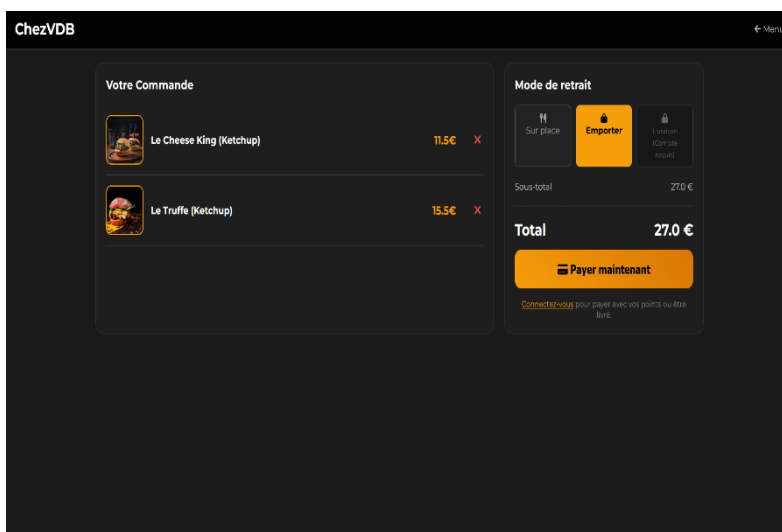 ChezVDB
← Menu
Votre Commande
Le Cheese King (Ketchup)
11.5€
X
Le Truffe (Ketchup)
15.5€
X
Mode de retrait
Sur place
Emporter
Livraison
(Compte
requis)
Sous-total
27.0 €
Total
27.0 €
Payer maintenant
Connectez-vous pour payer avec vos points ou être
livré.